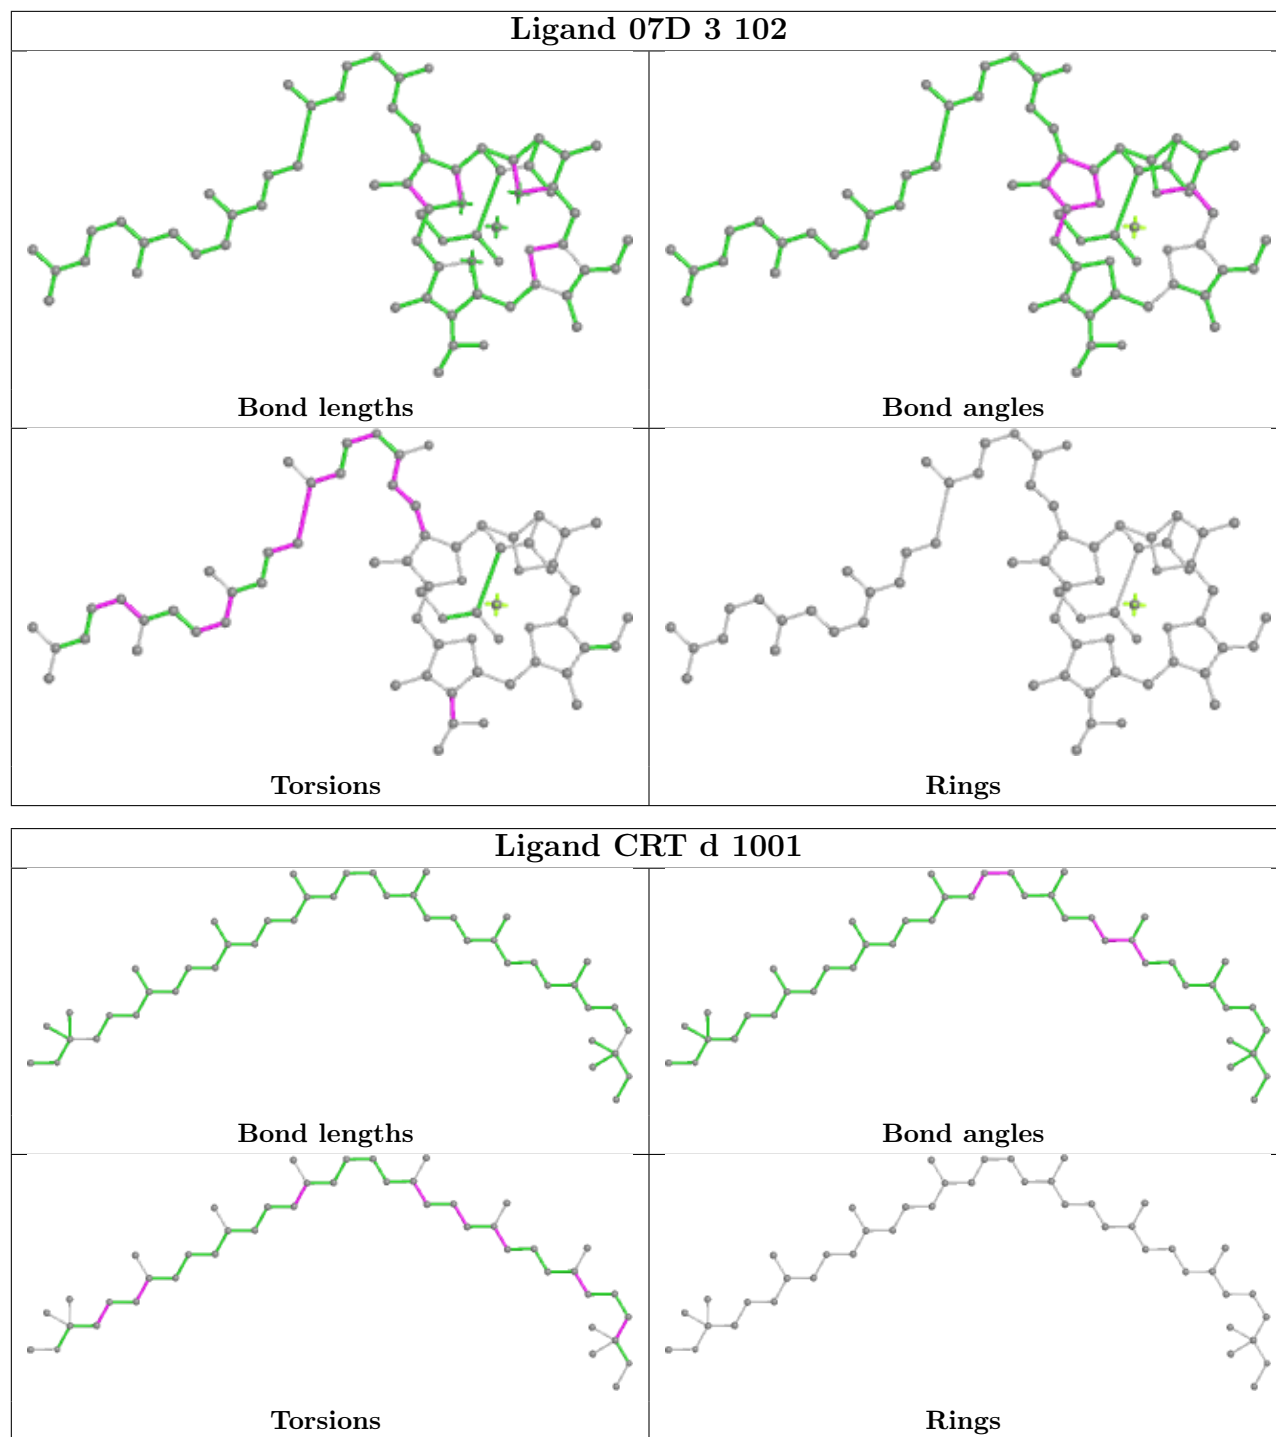 Ligand 07D 3 102
Bond lengths
Bond angles
Torsions
Rings
Ligand CRT d 1001
Bond lengths
Bond angles
Torsions
Rings